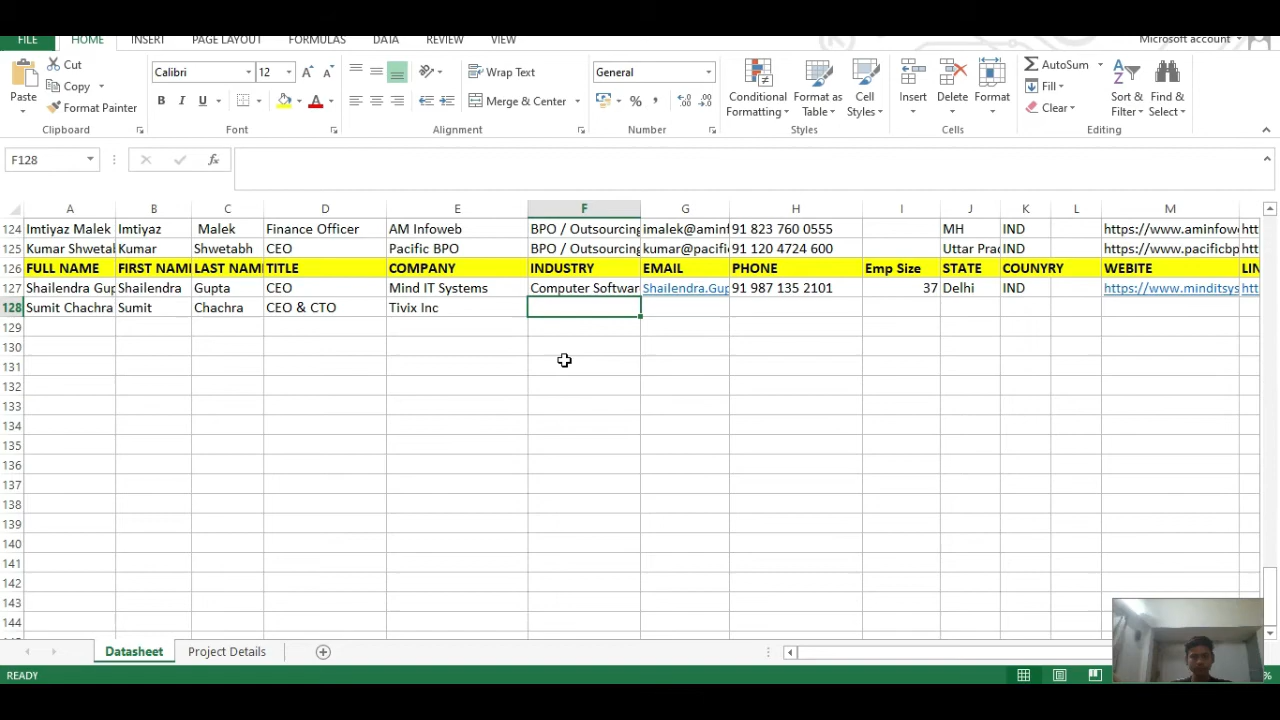 FILE HOME INSERT PAGE LAYOUT FORMULAS DATA REVIEW VIEW Microsoft account
Paste Cut Copy Format Painter
Calibri 12 B I U
Wrap Text Merge & Center
General % ,
Conditional Formatting Format as Table Cell Styles
Insert Delete Format
AutoSum Fill Clear Sort & Filter Find & Select
Clipboard Font Alignment Number Styles Cells Editing
F128 fx
A B C D E F G H I J K L M
124 Imtiyaz Malek Imtiyaz Malek Finance Officer AM Infoweb BPO / Outsourcing imalek@aminf 91 823 760 0555 MH IND https://www.aminfow htt
125 Kumar Shwetal Kumar Shwetabh CEO Pacific BPO BPO / Outsourcing kumar@pacifi 91 120 4724 600 Uttar Prac IND https://www.pacificbp htt
126 FULL NAME FIRST NAM LAST NAM TITLE COMPANY INDUSTRY EMAIL PHONE Emp Size STATE COUNYRY WEBITE LIN
127 Shailendra Gup Shailendra Gupta CEO Mind IT Systems Computer Softwar Shailendra.Gup 91 987 135 2101 37 Delhi IND https://www.minditsys htt
128 Sumit Chachra Sumit Chachra CEO & CTO Tivix Inc
129
130
131
132
133
134
135
136
137
138
139
140
141
142
143
144
Datasheet Project Details
READY %